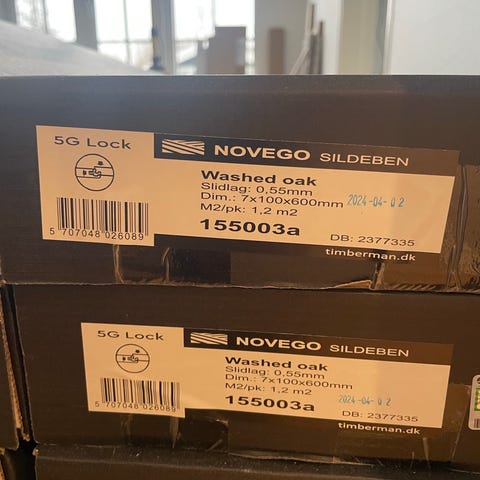 5G Lock
NOVEGO SILDEBEN
Washed oak
Slidlag: 0,55mm
Dim.: 7x100x600mm 2024-04-02
M2/pk: 1,2 m2
155003a
5 707048 026089
DB: 2377335
timberman.dk
5G Lock
NOVEGO SILDEBEN
Washed oak
Slidlag: 0,55mm
Dim.: 7x100x600mm
M2/pk: 1,2 m2
2024-04-02
155003a
5 707048 026089
DB: 2377335
timberman.dk